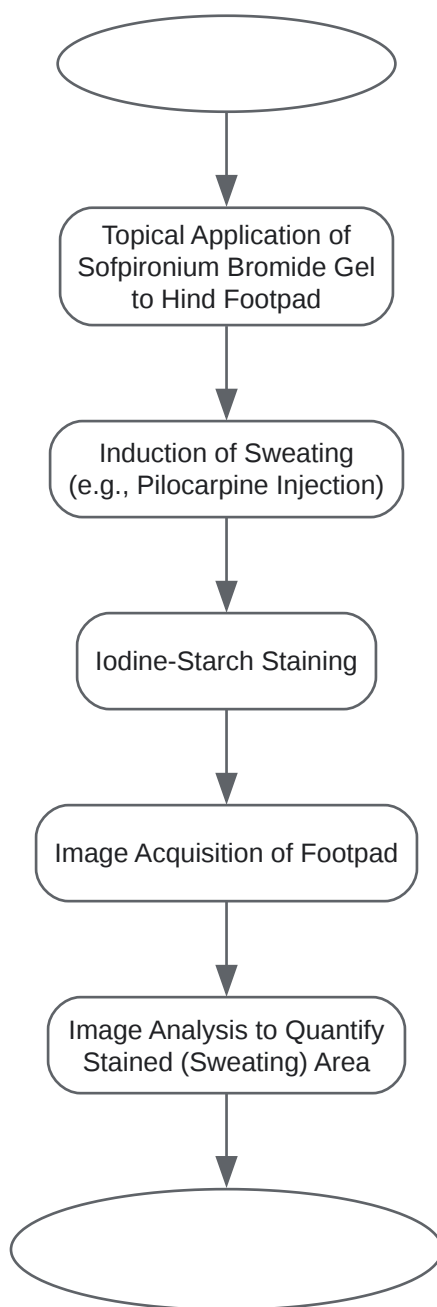 Topical Application of
Sofpironium Bromide Gel
to Hind Footpad
Induction of Sweating
(e.g., Pilocarpine Injection)
Iodine-Starch Staining
Image Acquisition of Footpad
Image Analysis to Quantify
Stained (Sweating) Area